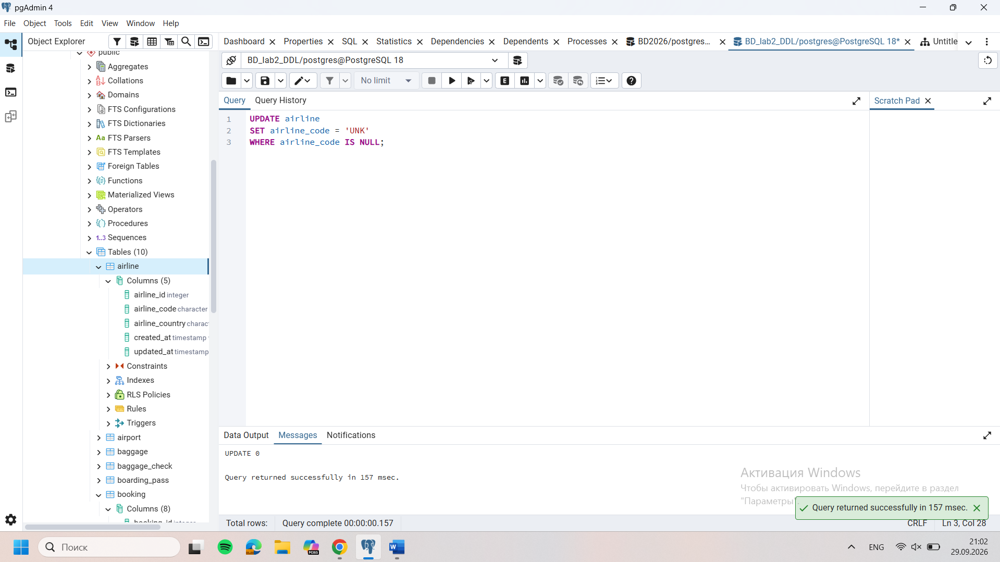 pgAdmin 4
File Object Tools Edit View Window Help
Object Explorer
Dashboard Properties SQL Statistics Dependencies Dependents Processes BD2026/postgres... BD_lab2_DDL/postgres@PostgreSQL 18* Untitle
BD_lab2_DDL/postgres@PostgreSQL 18
No limit
E
Query Query History
Scratch Pad
public
Aggregates
Collations
Domains
FTS Configurations
FTS Dictionaries
Aa FTS Parsers
FTS Templates
Foreign Tables
Functions
Materialized Views
Operators
Procedures
1..3 Sequences
Tables (10)
airline
Columns (5)
airline_id integer
airline_code character
airline_country charac
created_at timestamp
updated_at timestamp
Constraints
Indexes
RLS Policies
Rules
Triggers
airport
baggage
baggage_check
boarding_pass
booking
Columns (8)
booking_id integer
1 UPDATE airline
2 SET airline_code = 'UNK'
3 WHERE airline_code IS NULL;
Data Output Messages Notifications
UPDATE 0
Query returned successfully in 157 msec.
Активация Windows
Чтобы активировать Windows, перейдите в раздел
"Параметры".
Query returned successfully in 157 msec.
Total rows: Query complete 00:00:00.157
CRLF Ln 3, Col 28
Поиск
M365
ENG
21:02
29.09.2026